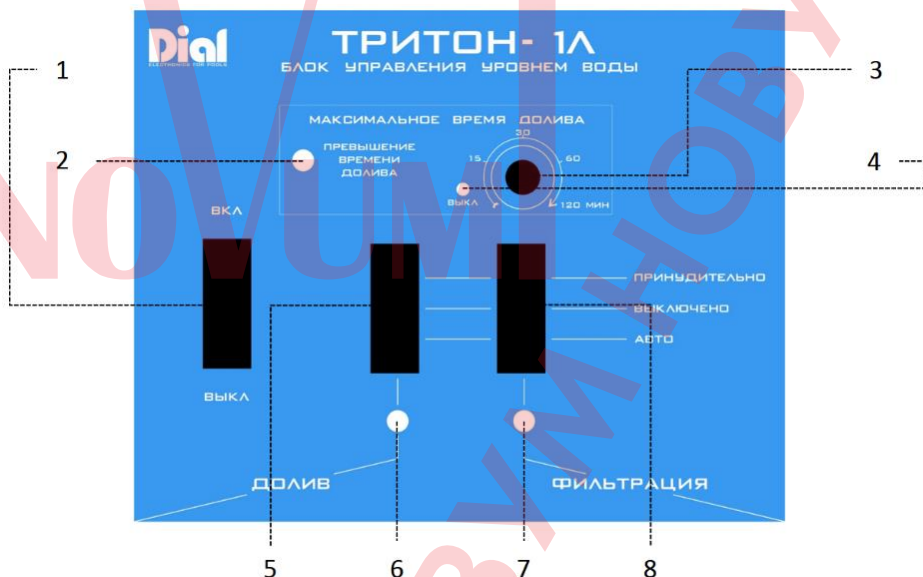 Dial
ELECTRONICS FOR POOLS
ТРИТОН- 1Л
БЛОК УПРАВЛЕНИЯ УРОВНЕМ ВОДЫ
1
3
МАКСИМАЛЬНОЕ ВРЕМЯ ДОЛИВА
30
2
ПРЕВЫШЕНИЕ
ВРЕМЕНИ
ДОЛИВА
15
60
4
ВЫКЛ
120 МИН
ВКЛ
NOVUM
НОВУМ
ПРИНУДИТЕЛЬНО
ВЫКЛЮЧЕНО
АВТО
ВЫКЛ
ДОЛИВ
ФИЛЬТРАЦИЯ
5
6
7
8